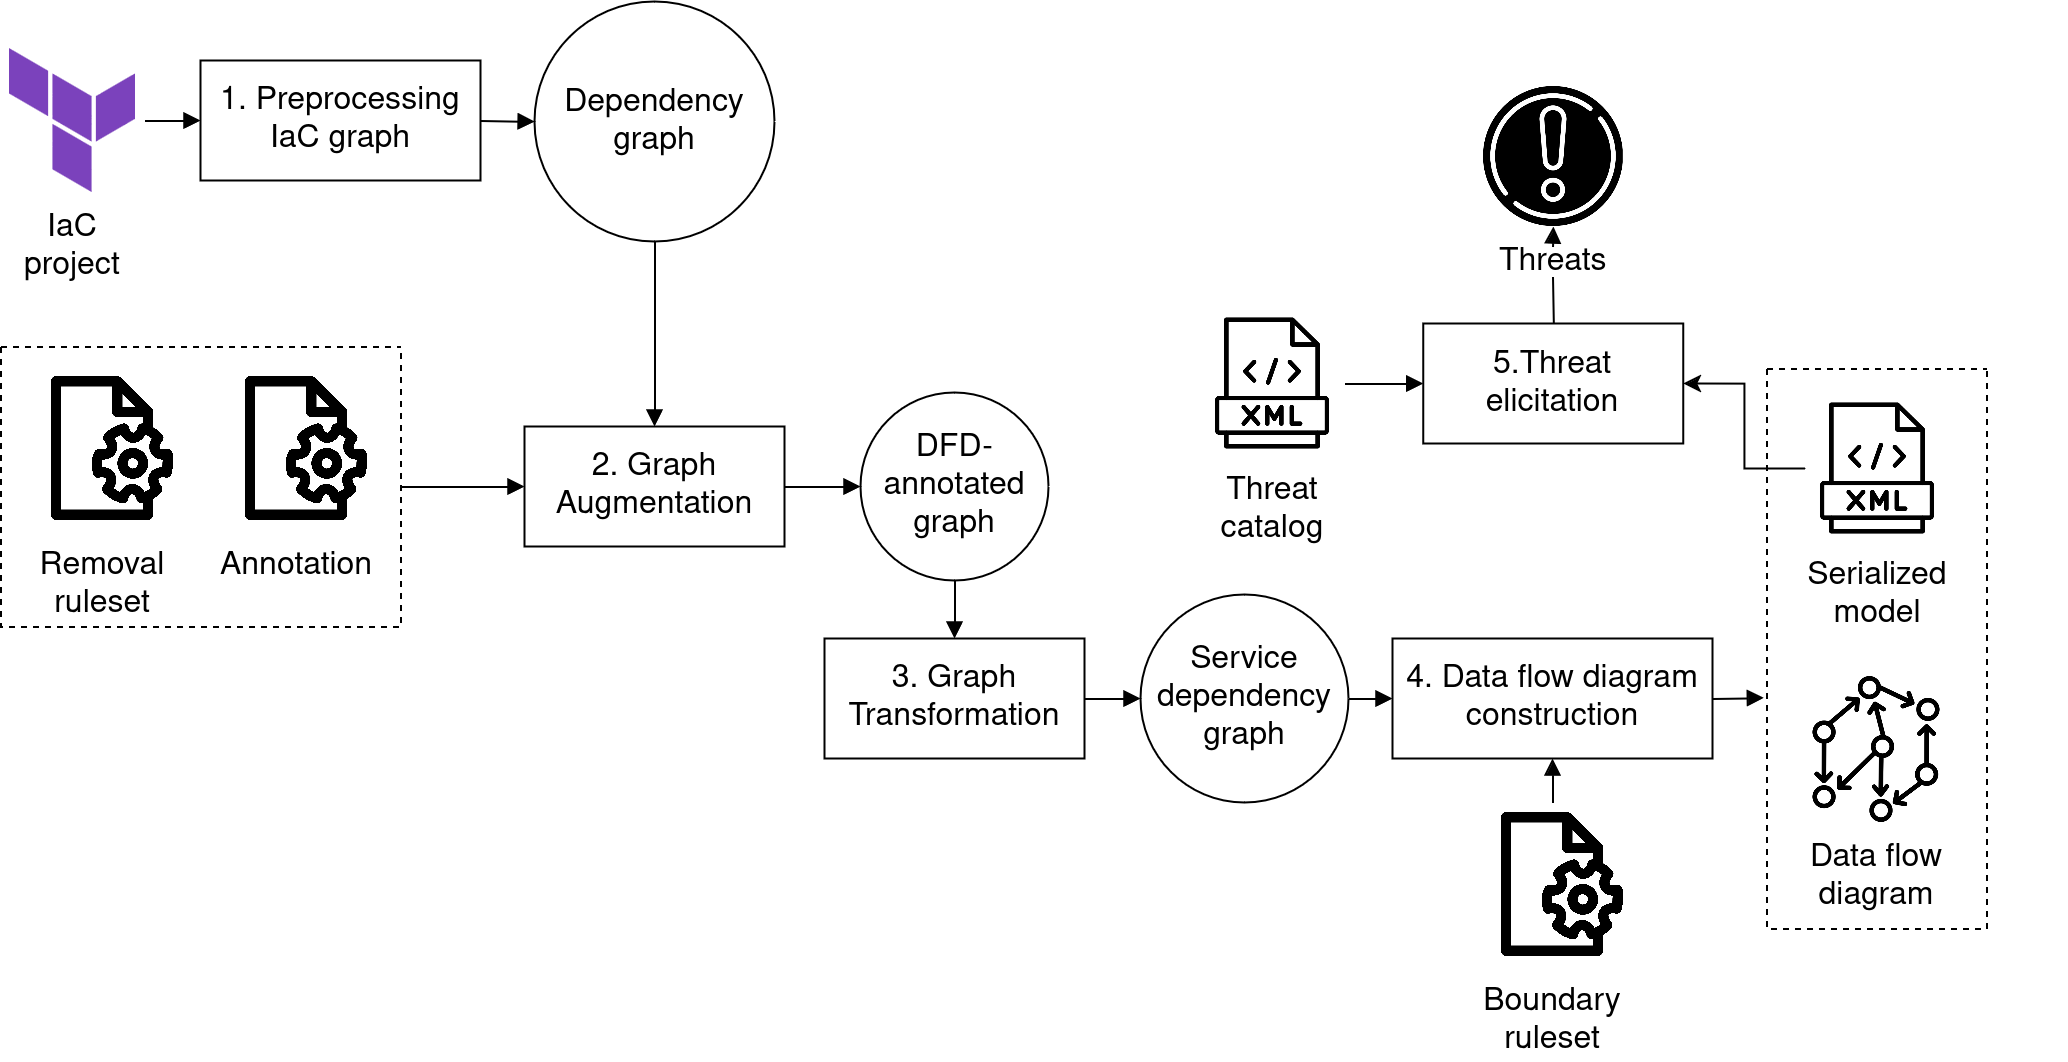 1. Preprocessing
IaC graph
Dependency
graph
IaC
project
Removal
ruleset
Annotation
2. Graph
Augmentation
DFD-
annotated
graph
3. Graph
Transformation
Service
dependency
graph
4. Data flow diagram
construction
Boundary
ruleset
</>
XML
Serialized
model
Data flow
diagram
</>
XML
Threat
catalog
5.Threat
elicitation
Threats